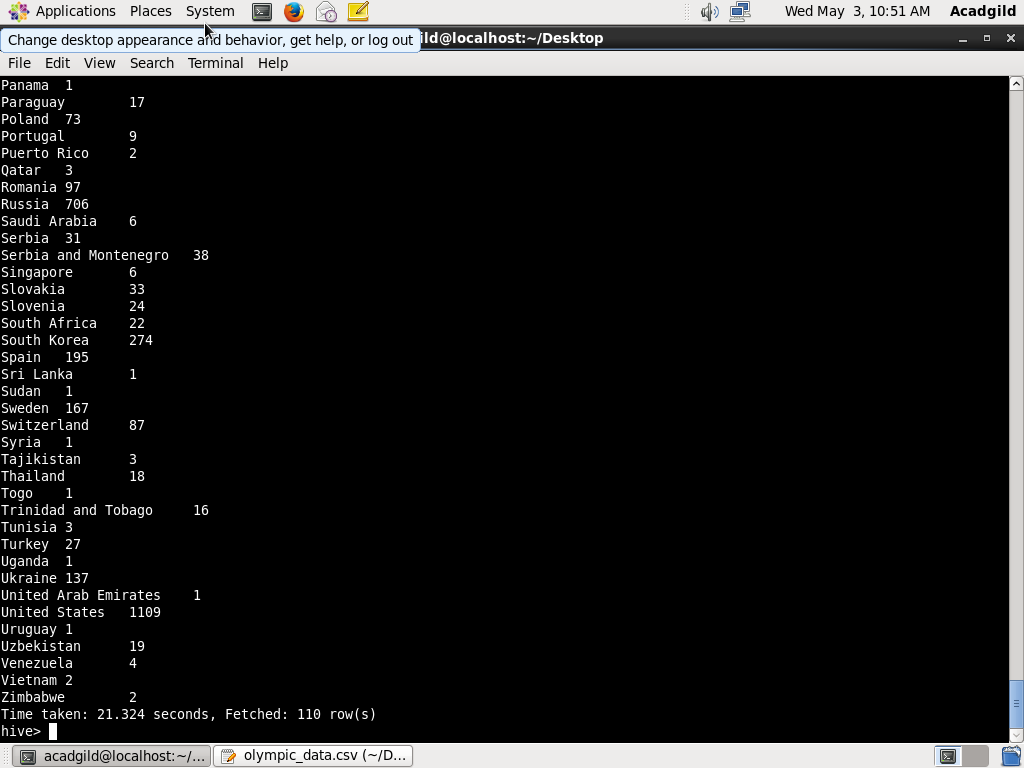 Applications Places System Wed May 3, 10:51 AM Acadgild
Change desktop appearance and behavior, get help, or log out
ild@localhost:~/Desktop
File Edit View Search Terminal Help
Panama 1
Paraguay 17
Poland 73
Portugal 9
Puerto Rico 2
Qatar 3
Romania 97
Russia 706
Saudi Arabia 6
Serbia 31
Serbia and Montenegro 38
Singapore 6
Slovakia 33
Slovenia 24
South Africa 22
South Korea 274
Spain 195
Sri Lanka 1
Sudan 1
Sweden 167
Switzerland 87
Syria 1
Tajikistan 3
Thailand 18
Togo 1
Trinidad and Tobago 16
Tunisia 3
Turkey 27
Uganda 1
Ukraine 137
United Arab Emirates 1
United States 1109
Uruguay 1
Uzbekistan 19
Venezuela 4
Vietnam 2
Zimbabwe 2
Time taken: 21.324 seconds, Fetched: 110 row(s)
hive>
acadgild@localhost:~/... olympic_data.csv (~/D...